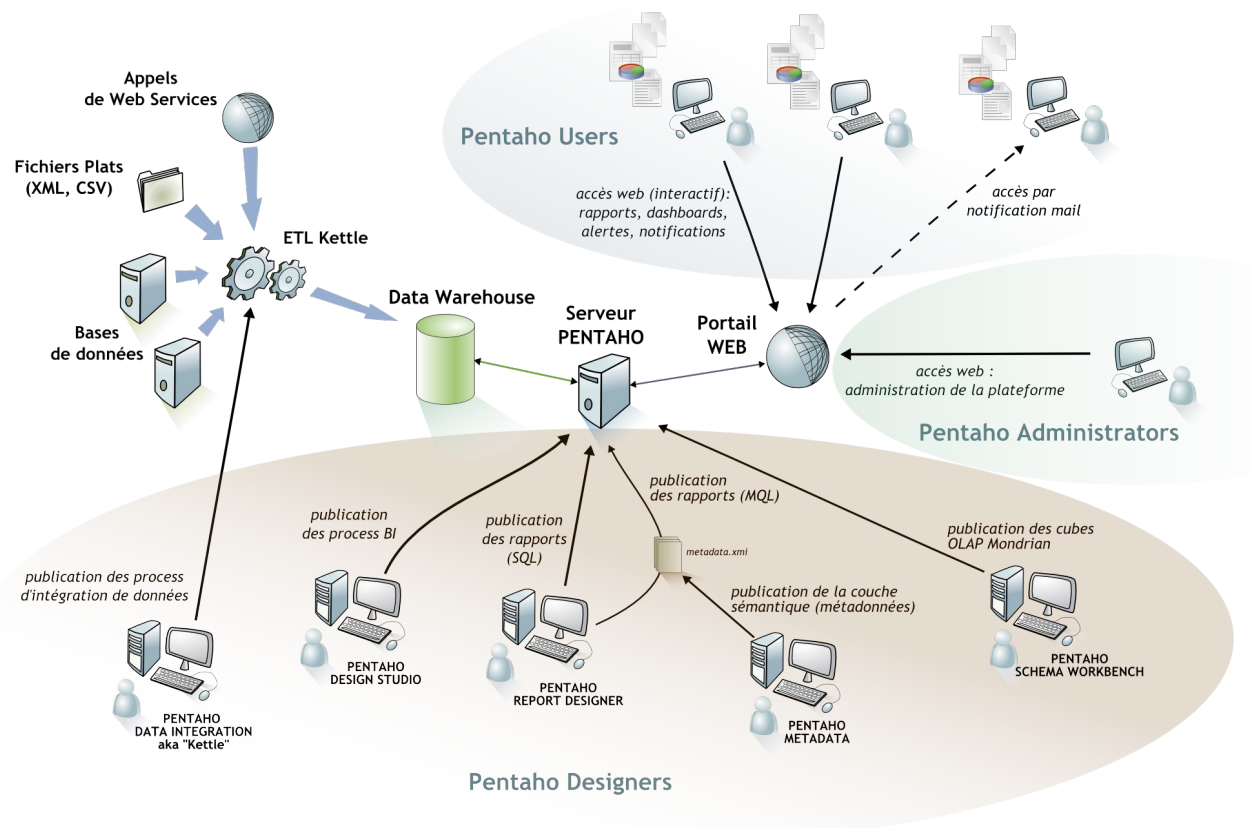 Appels
de Web Services
Fichiers Plats
(XML, CSV)
ETL Kettle
Bases
de données
Data Warehouse
Serveur
PENTAHO
Portail
WEB
Pentaho Users
accès web (interactif):
rapports, dashboards,
alertes, notifications
accès par
notification mail
accès web :
administration de la plateforme
Pentaho Administrators
publication des process
d'intégration de données
publication
des process BI
publication
des rapports
(SQL)
publication
des rapports (MQL)
metadata.xmi
publication de la couche
sémantique (métadonnées)
publication des cubes
OLAP Mondrian
PENTAHO
DATA INTEGRATION
aka "Kettle"
PENTAHO
DESIGN STUDIO
PENTAHO
REPORT DESIGNER
PENTAHO
METADATA
PENTAHO
SCHEMA WORKBENCH
Pentaho Designers